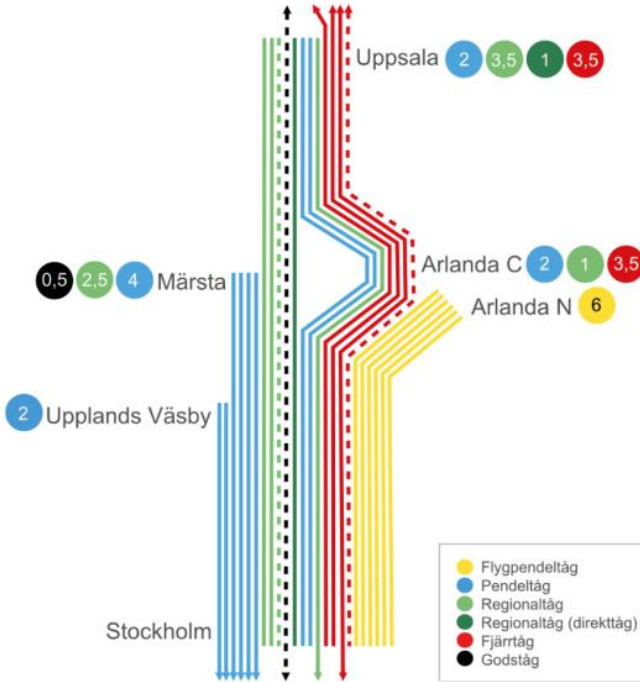 Uppsala 2 3,5 1 3,5
Arlanda C 2 1 3,5
0,5 2,5 4 Märsta
Arlanda N 6
2 Upplands Väsby
Stockholm
Flygpendeltåg
Pendeltåg
Regionaltåg
Regionaltåg (direkttåg)
Fjärrtåg
Godståg